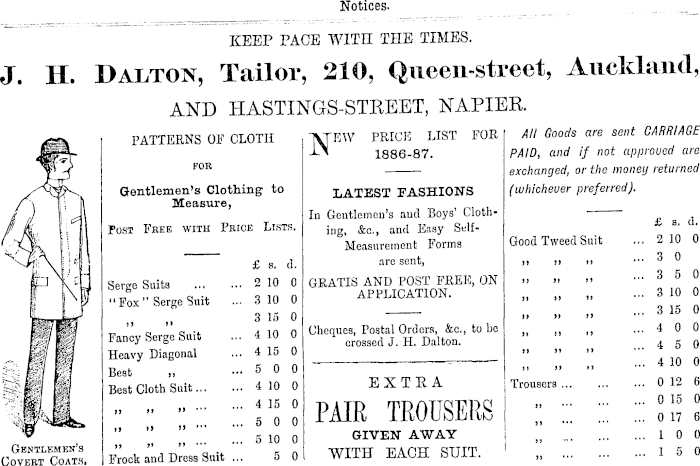 Notices.
KEEP PACE WITH THE TIMES.
J. H. DALTON, Tailor, 210, Queen-street, Auckland,
AND HASTINGS-STREET, NAPIER.
GENTLEMEN'S
COVERT COATS,
PATTERNS OF CLOTH
FOR
Gentlemen's Clothing to
Measure,
POST FREE WITH PRICE LISTS.
£ s. d.
Serge Suits ... ... 2 10 0
"Fox" Serge Suit ... 3 10 0
„ „ 3 15 0
Fancy Serge Suit ... 4 10 0
Heavy Diagonal ... 4 15 0
Best „ ... 5 0 0
Best Cloth Suit ... ... 4 10 0
„ „ „ ... ... 4 15 0
„ „ „ ... ... 5 0 0
„ „ „ ... ... 5 10 0
Frock and Dress Suit ... 5 0
NEW PRICE LIST FOR
1886-87.
LATEST FASHIONS
In Gentlemen's and Boys' Cloth-
ing, &c., and Easy Self-
Measurement Forms
are sent,
GRATIS AND POST FREE, ON
APPLICATION.
Cheques, Postal Orders, &c., to be
crossed J. H. Dalton.
EXTRA
PAIR TROUSERS
GIVEN AWAY
WITH EACH SUIT.
All Goods are sent CARRIAGE
PAID, and if not approved are
exchanged, or the money returned
(whichever preferred).
£ s. d.
Good Tweed Suit ... 2 10 0
„ „ „ ... 3 0
„ „ „ ... 3 5 0
„ „ „ ... 3 10 0
„ „ „ ... 3 15 0
„ „ „ ... 4 0 0
„ „ „ ... 4 5 0
„ „ „ ... 4 10 0
Trousers ... ... ... 0 12 6
„ ... ... ... 0 15 0
„ ... ... ... 0 17 6
„ ... ... ... 1 0 0
„ ... ... ... 1 5 0